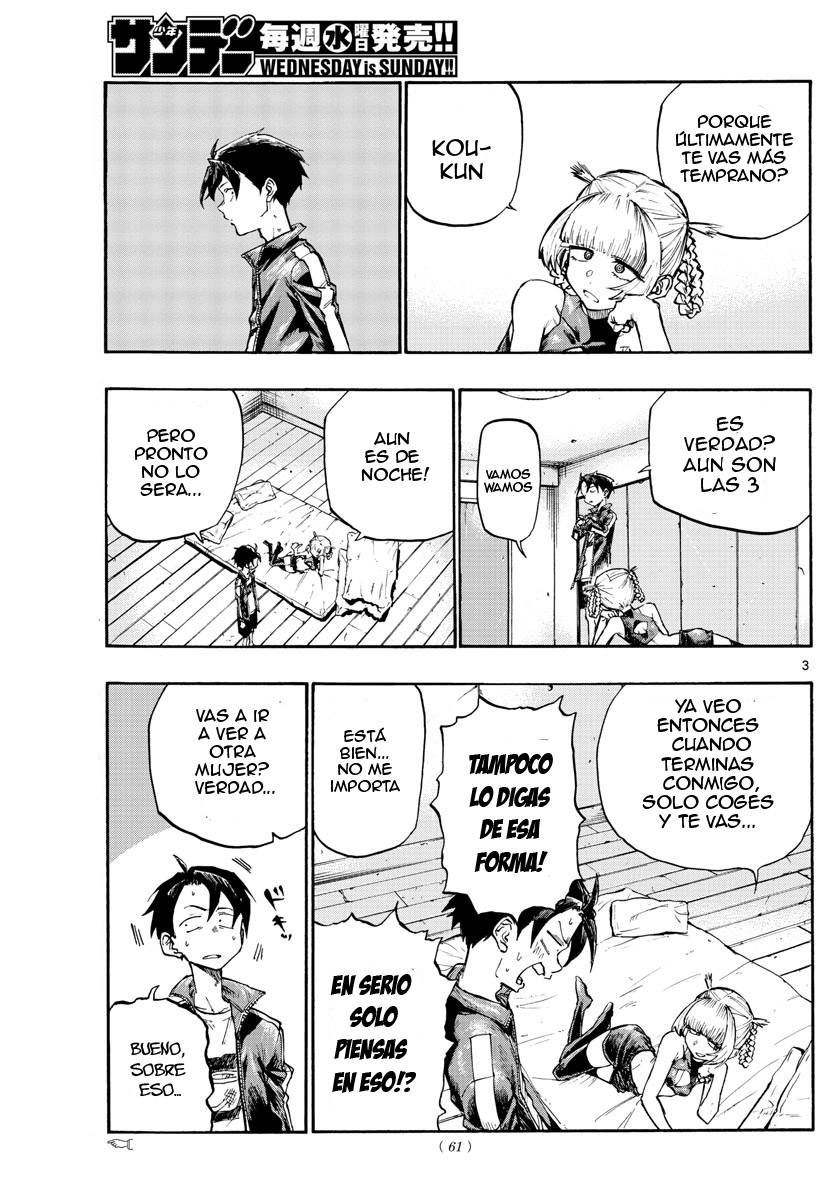 少年
サンデー 毎週水曜日発売!!
WEDNESDAY is SUNDAY!!
PORQUE
ÚLTIMAMENTE
TE VAS MÁS
TEMPRANO?
KOU-
KUN
ES
VERDAD?
AUN SON
LAS 3
VAMOS
WAMOS
AUN
ES DE
NOCHE!
PERO
PRONTO
NO LO
SERA...
3
YA VEO
ENTONCES
CUANDO
TERMINAS
CONMIGO,
SOLO COGES
Y TE VAS...
TAMPOCO
LO DIGAS
DE ESA
FORMA!
EN SERIO
SOLO
PIENSAS
EN ESO!?
ESTÁ
BIEN...
NO ME
IMPORTA
VAS A IR
A VER A
OTRA
MUJER?
VERDAD...
ドキッ
BUENO,
SOBRE
ESO...
( 61 )